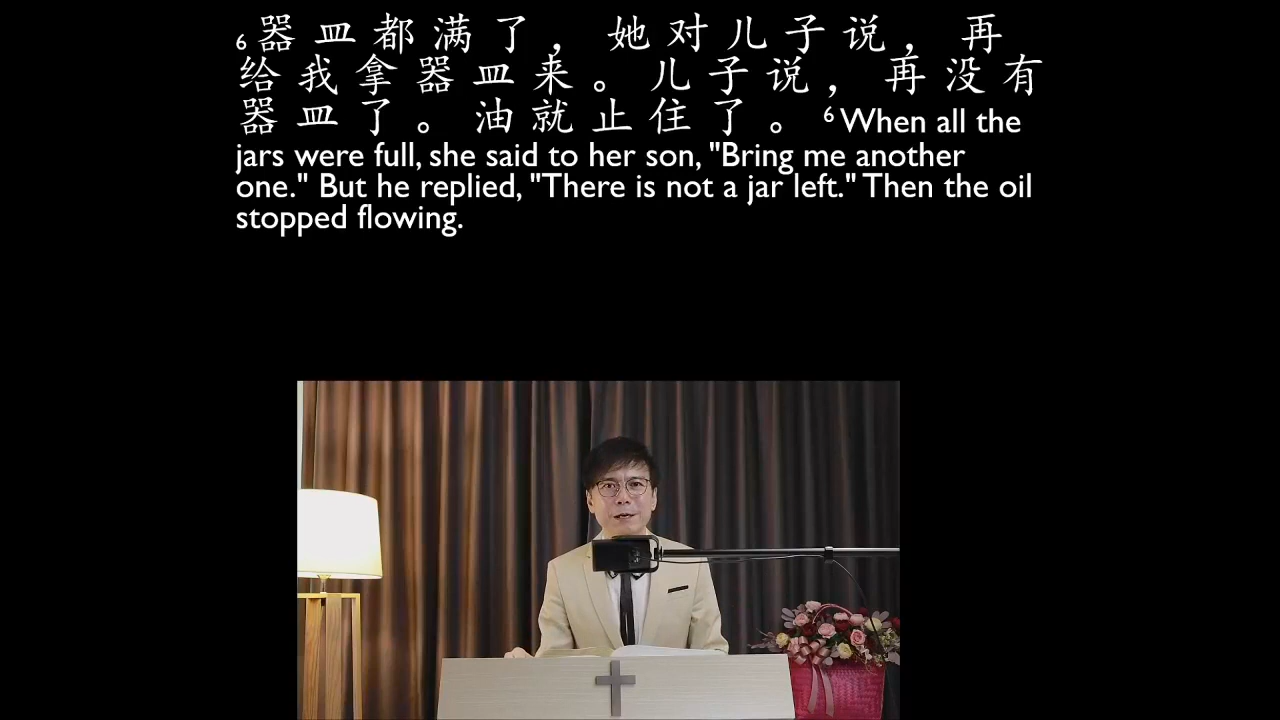 6 器皿都满了，她对儿子说，再
给我拿器皿来。儿子说，再没有
器皿了。油就止住了。 6 When all the
jars were full, she said to her son, "Bring me another
one." But he replied, "There is not a jar left." Then the oil
stopped flowing.